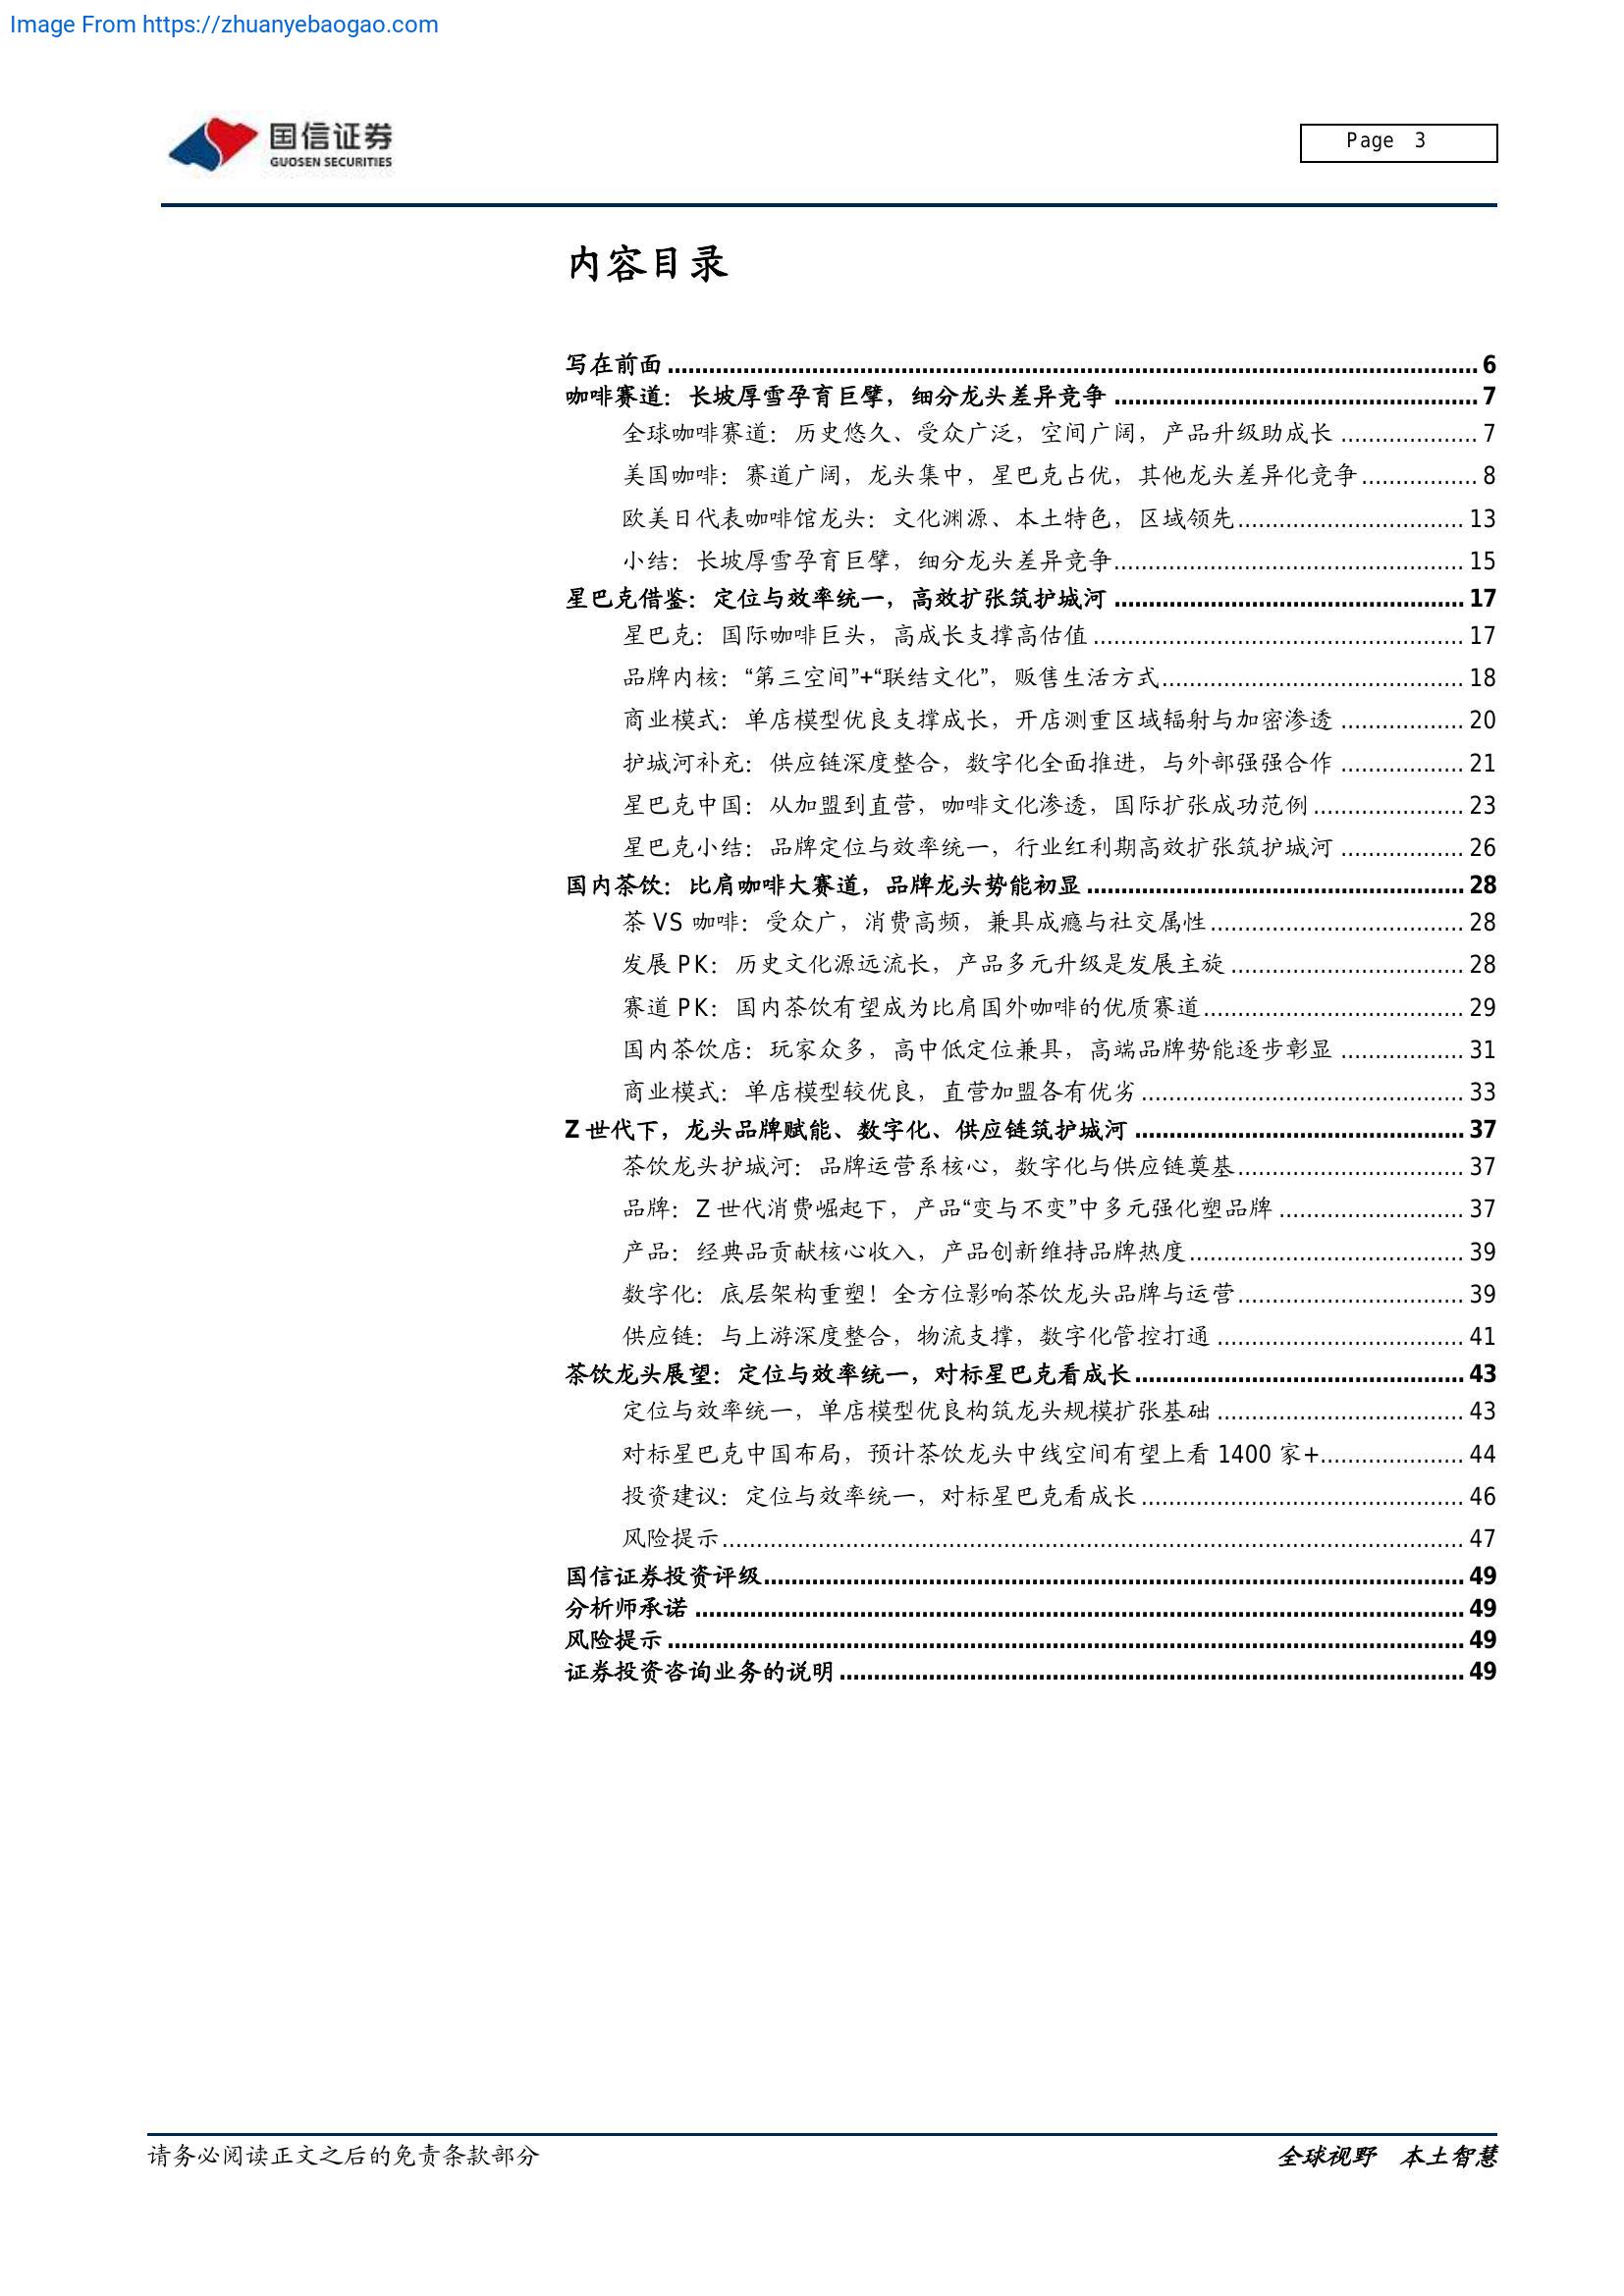 Image From https://zhuanyebaogao.com
国信证券
GUOSEN SECURITIES
Page 3
内容目录
写在前面........................................................................................................................ 6
咖啡赛道：长坡厚雪孕育巨擘，细分龙头差异竞争 ..................................................... 7
全球咖啡赛道：历史悠久、受众广泛，空间广阔，产品升级助成长 .................... 7
美国咖啡：赛道广阔，龙头集中，星巴克占优，其他龙头差异化竞争................. 8
欧美日代表咖啡馆龙头：文化渊源、本土特色，区域领先................................. 13
小结：长坡厚雪孕育巨擘，细分龙头差异竞争................................................... 15
星巴克借鉴：定位与效率统一，高效扩张筑护城河 ................................................... 17
星巴克：国际咖啡巨头，高成长支撑高估值 ...................................................... 17
品牌内核：“第三空间”+“联结文化”，贩售生活方式............................................ 18
商业模式：单店模型优良支撑成长，开店测重区域辐射与加密渗透 .................. 20
护城河补充：供应链深度整合，数字化全面推进，与外部强强合作 .................. 21
星巴克中国：从加盟到直营，咖啡文化渗透，国际扩张成功范例...................... 23
星巴克小结：品牌定位与效率统一，行业红利期高效扩张筑护城河 .................. 26
国内茶饮：比肩咖啡大赛道，品牌龙头势能初显 ....................................................... 28
茶 VS 咖啡：受众广，消费高频，兼具成瘾与社交属性..................................... 28
发展 PK：历史文化源远流长，产品多元升级是发展主旋 .................................. 28
赛道 PK：国内茶饮有望成为比肩国外咖啡的优质赛道...................................... 29
国内茶饮店：玩家众多，高中低定位兼具，高端品牌势能逐步彰显 .................. 31
商业模式：单店模型较优良，直营加盟各有优劣 ............................................... 33
Z 世代下，龙头品牌赋能、数字化、供应链筑护城河 ................................................ 37
茶饮龙头护城河：品牌运营系核心，数字化与供应链奠基................................. 37
品牌：Z 世代消费崛起下，产品“变与不变”中多元强化塑品牌 ........................... 37
产品：经典品贡献核心收入，产品创新维持品牌热度........................................ 39
数字化：底层架构重塑！全方位影响茶饮龙头品牌与运营................................. 39
供应链：与上游深度整合，物流支撑，数字化管控打通 .................................... 41
茶饮龙头展望：定位与效率统一，对标星巴克看成长................................................ 43
定位与效率统一，单店模型优良构筑龙头规模扩张基础 .................................... 43
对标星巴克中国布局，预计茶饮龙头中线空间有望上看 1400 家+..................... 44
投资建议：定位与效率统一，对标星巴克看成长............................................... 46
风险提示............................................................................................................ 47
国信证券投资评级...................................................................................................... 49
分析师承诺 ................................................................................................................ 49
风险提示 .................................................................................................................... 49
证券投资咨询业务的说明 ........................................................................................... 49
请务必阅读正文之后的免责条款部分
全球视野 本土智慧